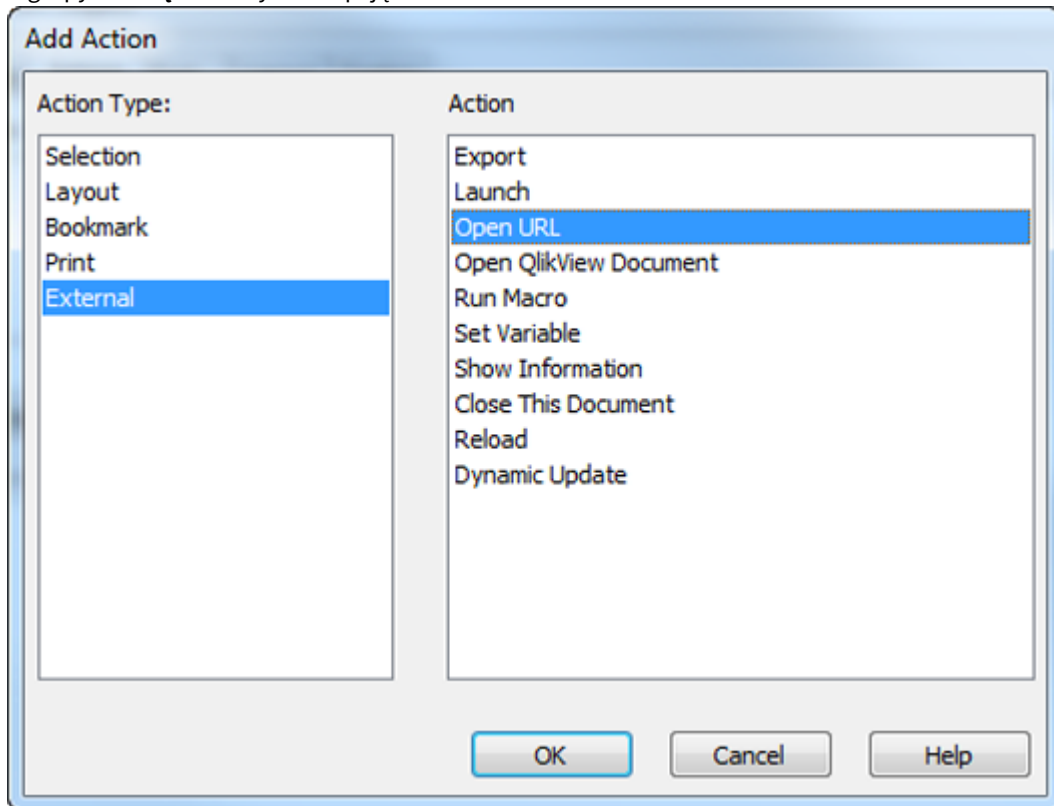 Add Action
Action Type:
Action
Selection
Layout
Bookmark
Print
External
Export
Launch
Open URL
Open QlikView Document
Run Macro
Set Variable
Show Information
Close This Document
Reload
Dynamic Update
OK
Cancel
Help